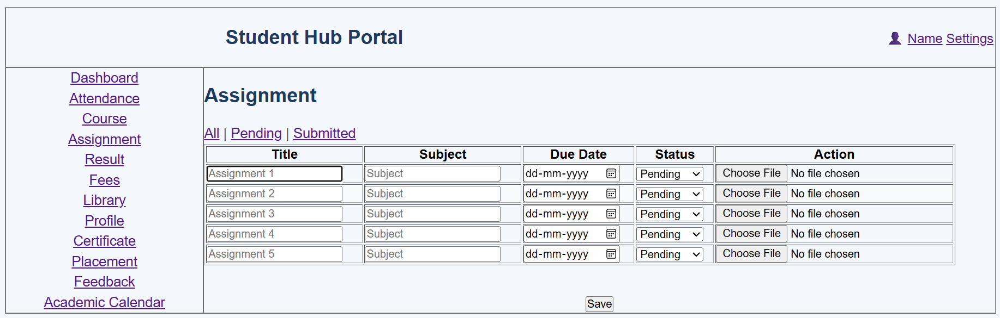 Student Hub Portal
Name Settings
Dashboard
Attendance
Course
Assignment
Result
Fees
Library
Profile
Certificate
Placement
Feedback
Academic Calendar
Assignment
All | Pending | Submitted
Title Subject Due Date Status Action
Assignment 1 Subject dd-mm-yyyy Pending Choose File No file chosen
Assignment 2 Subject dd-mm-yyyy Pending Choose File No file chosen
Assignment 3 Subject dd-mm-yyyy Pending Choose File No file chosen
Assignment 4 Subject dd-mm-yyyy Pending Choose File No file chosen
Assignment 5 Subject dd-mm-yyyy Pending Choose File No file chosen
Save